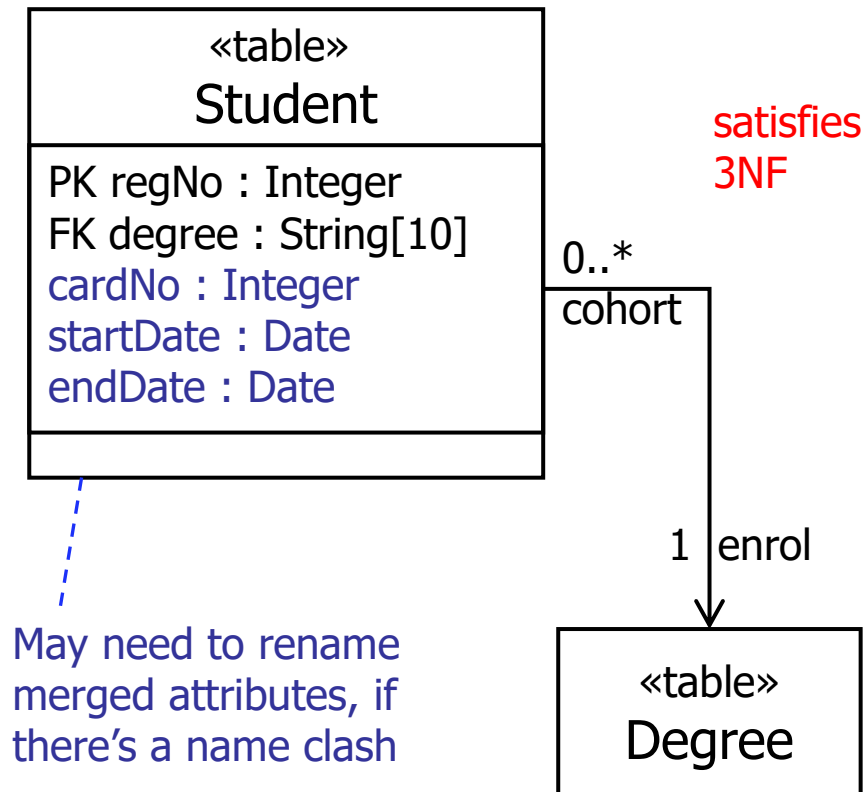 «table»
Student
PK regNo : Integer
FK degree : String[10]
cardNo : Integer
startDate : Date
endDate : Date
satisfies
3NF
0..*
cohort
1 enrol
May need to rename
merged attributes, if
there’s a name clash
«table»
Degree